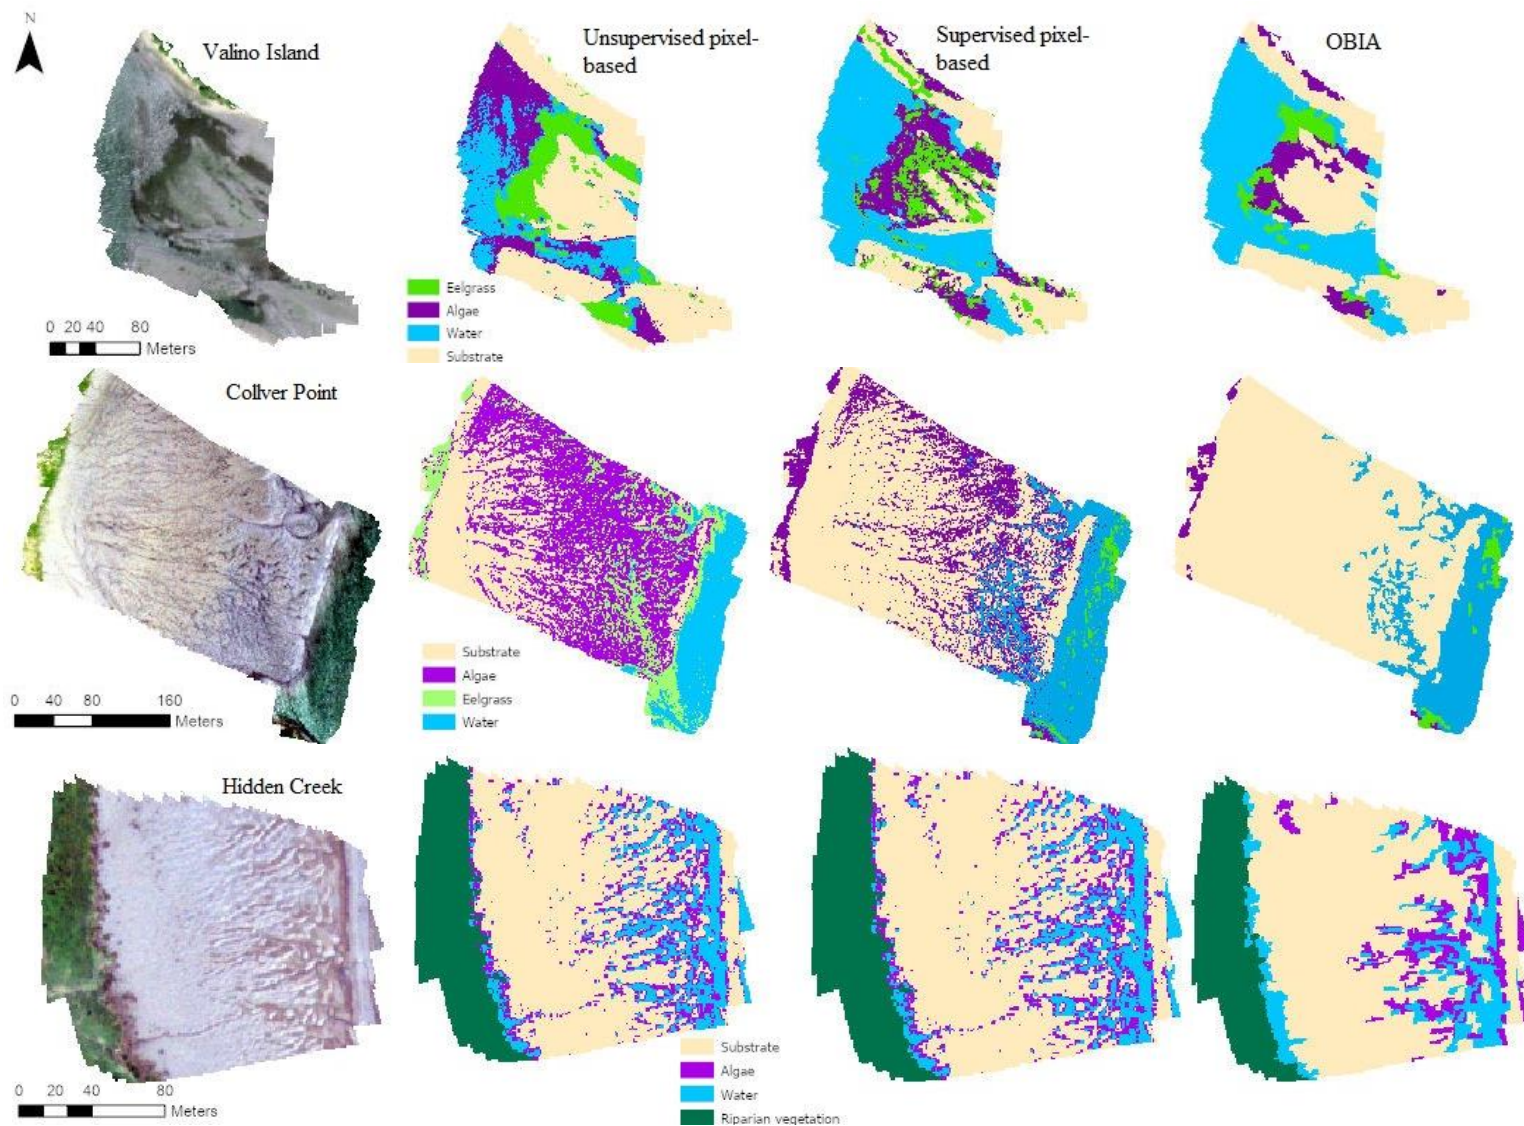 N
Valino Island
Unsupervised pixel-
based
Supervised pixel-
based
OBIA
Eelgrass
Algae
Water
Substrate
0 20 40 80
Meters
Collver Point
Substrate
Algae
Eelgrass
Water
0 40 80 160
Meters
Hidden Creek
Substrate
Algae
Water
Riparian vegetation
0 20 40 80
Meters